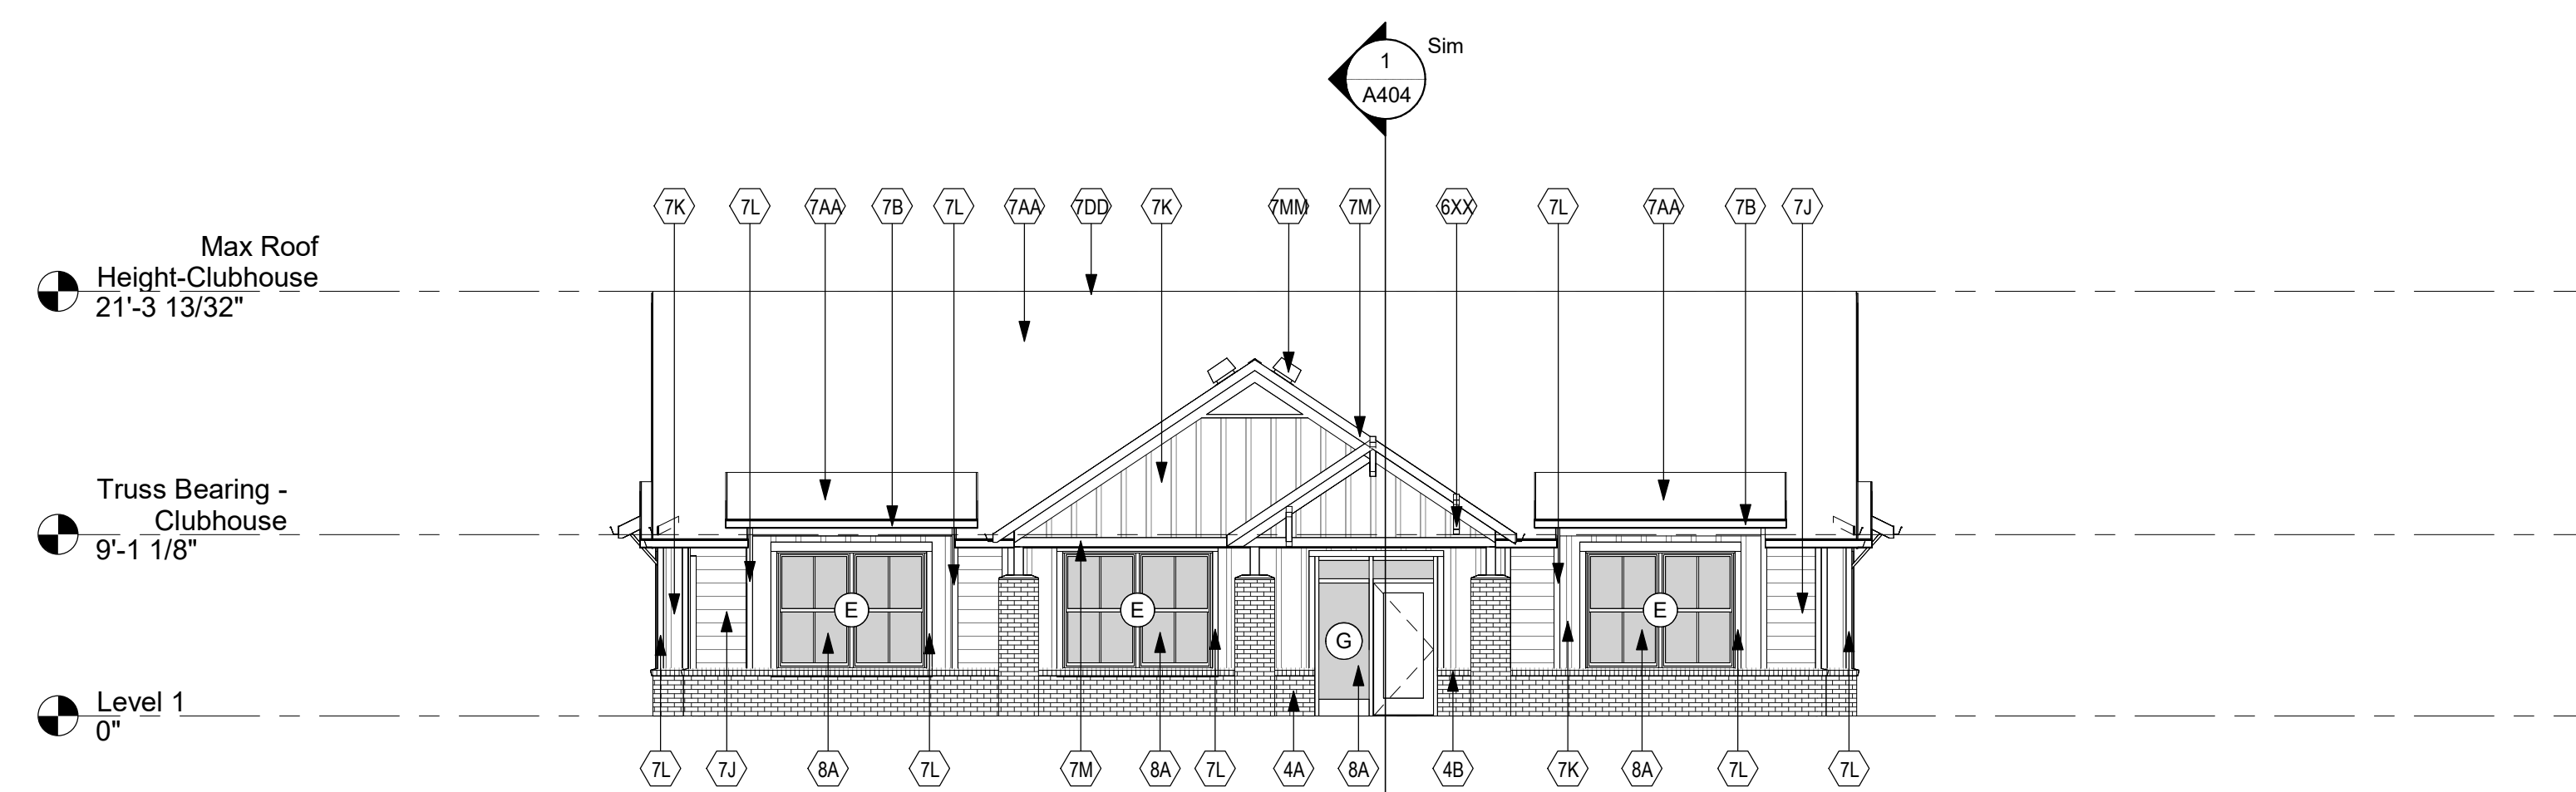 1
Sim
A404
7K
7L
7AA
7B
7L
7AA
7DD
7K
7MM
7M
6XX
7L
7AA
7B
7J
Max Roof
Height-Clubhouse
21'-3 13/32"
Truss Bearing -
Clubhouse
9'-1 1/8"
E
E
E
G
Level 1
0"
7L
7J
8A
7L
7M
8A
7L
4A
8A
4B
7K
8A
7L
7L